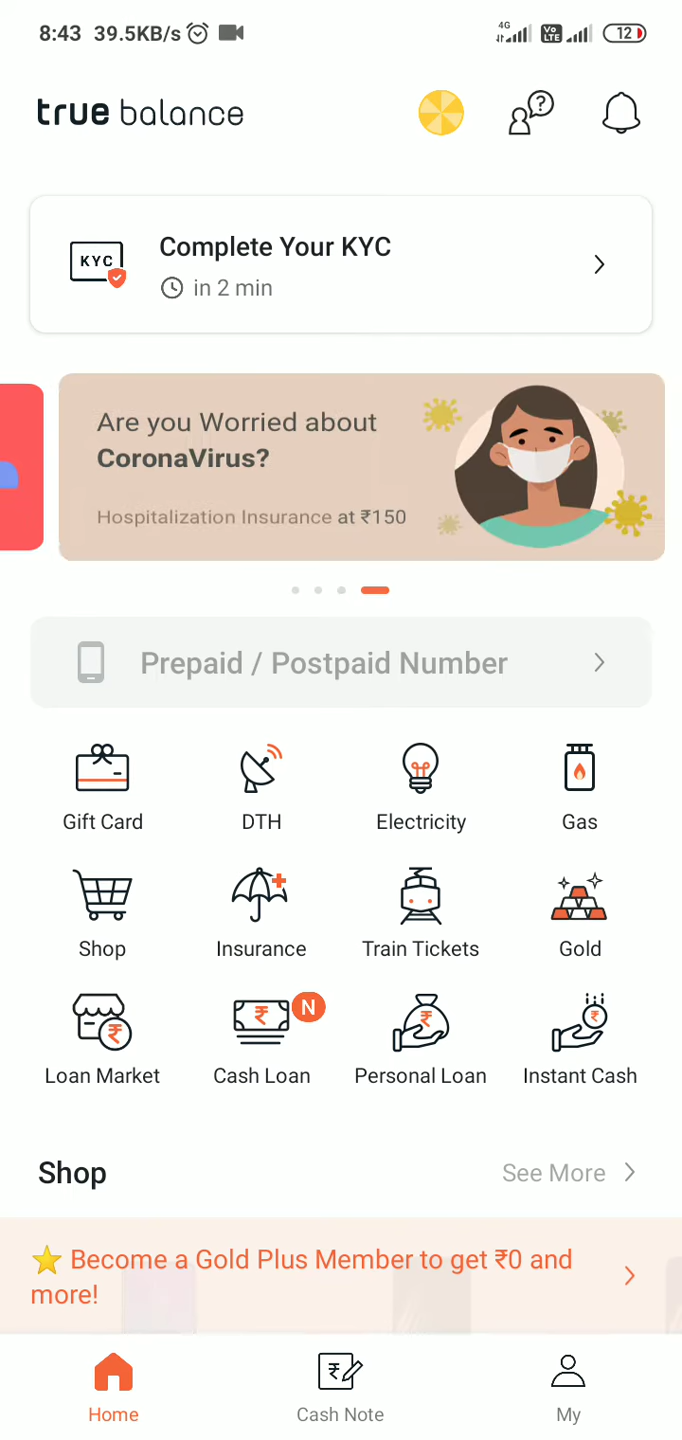 8:43 39.5KB/s 4G Vo LTE 12
true balance
KYC
Complete Your KYC
in 2 min
Are you Worried about
CoronaVirus?
Hospitalization Insurance at ₹150
Prepaid / Postpaid Number
Gift Card DTH Electricity Gas
Shop Insurance Train Tickets Gold
N
Loan Market Cash Loan Personal Loan Instant Cash
Shop See More
⭐ Become a Gold Plus Member to get ₹0 and
more!
Home Cash Note My